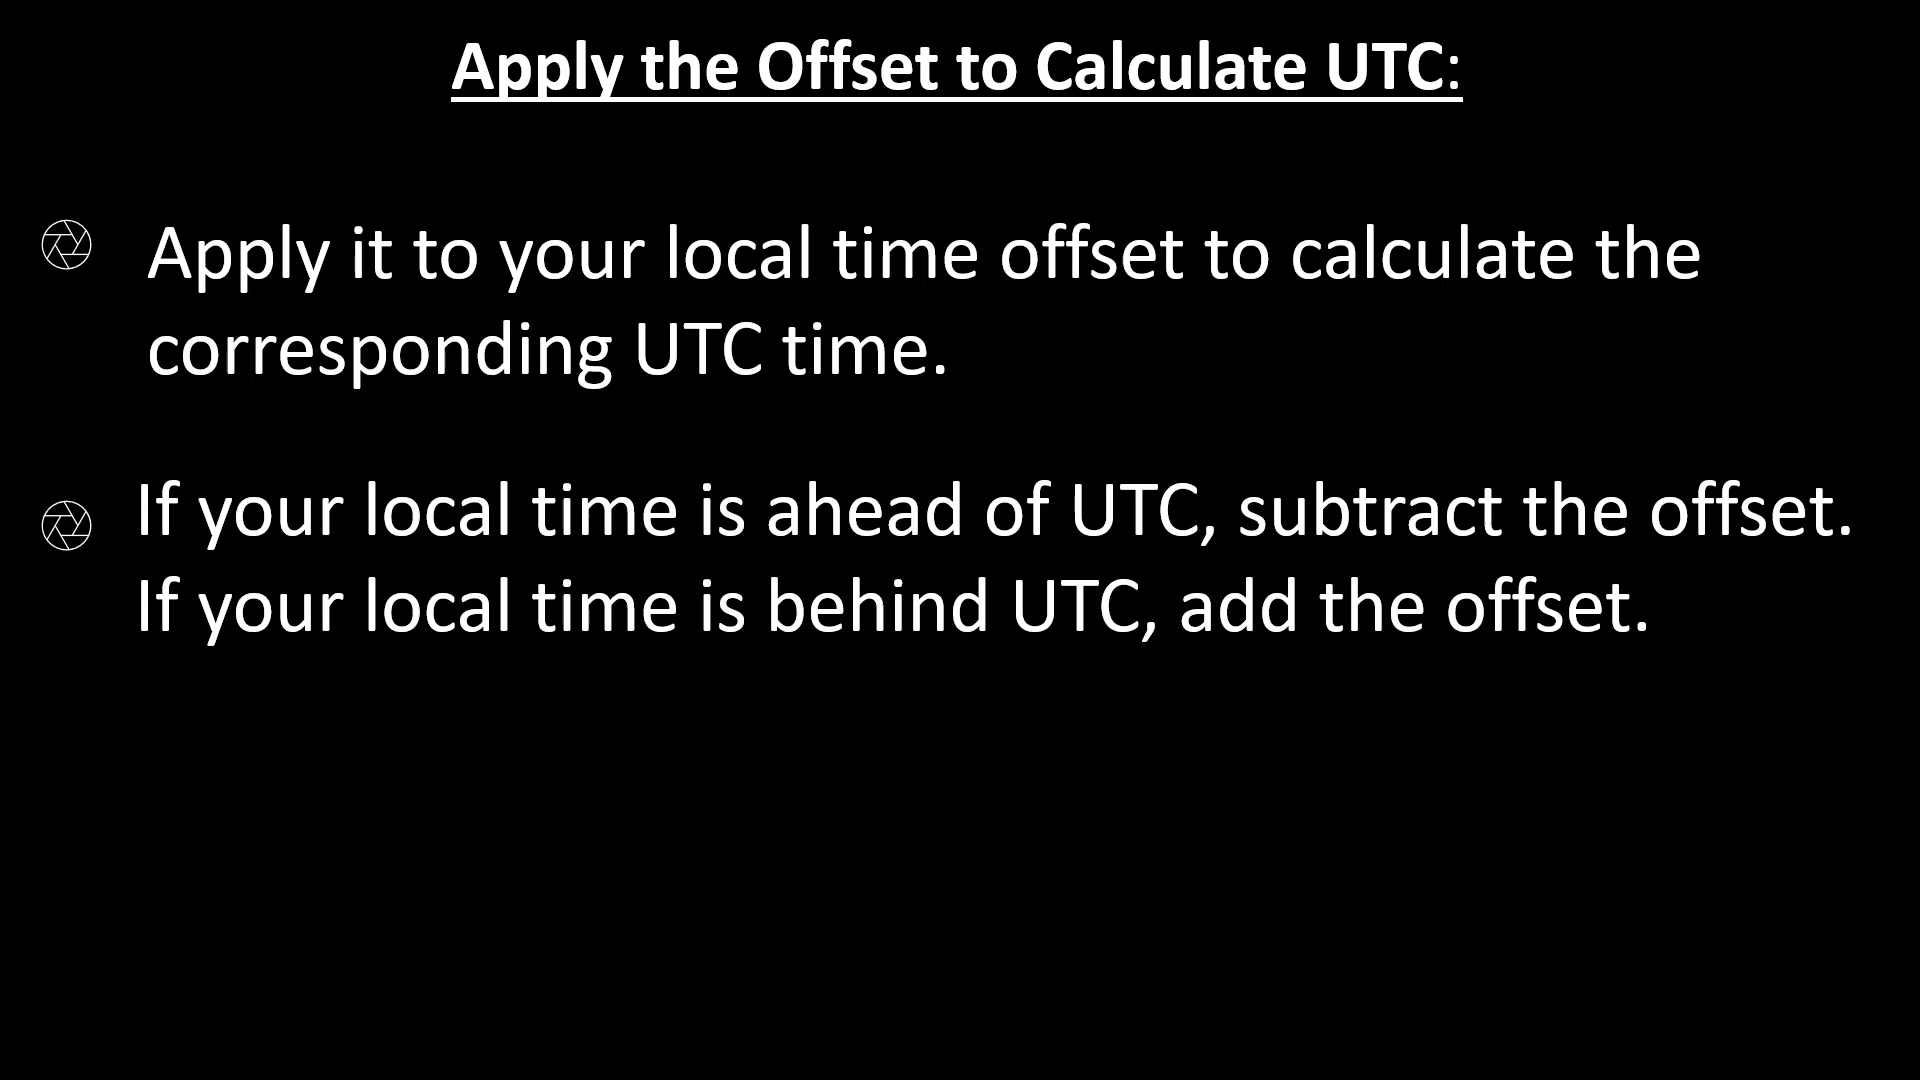 Apply the Offset to Calculate UTC:
Apply it to your local time offset to calculate the
corresponding UTC time.
If your local time is ahead of UTC, subtract the offset.
If your local time is behind UTC, add the offset.